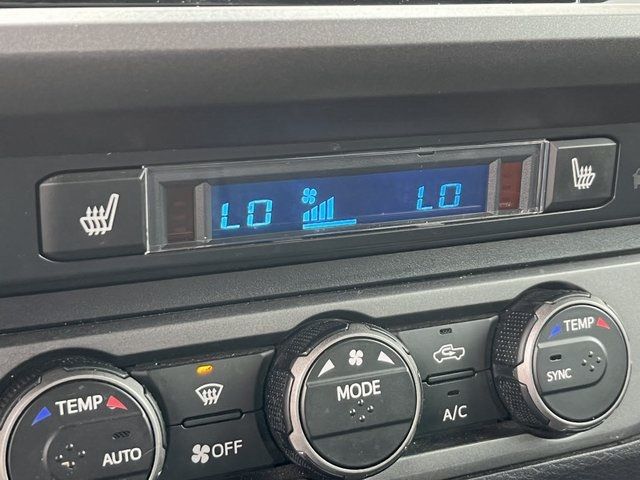 LO LO
TEMP
AUTO
OFF
MODE
A/C
TEMP
SYNC